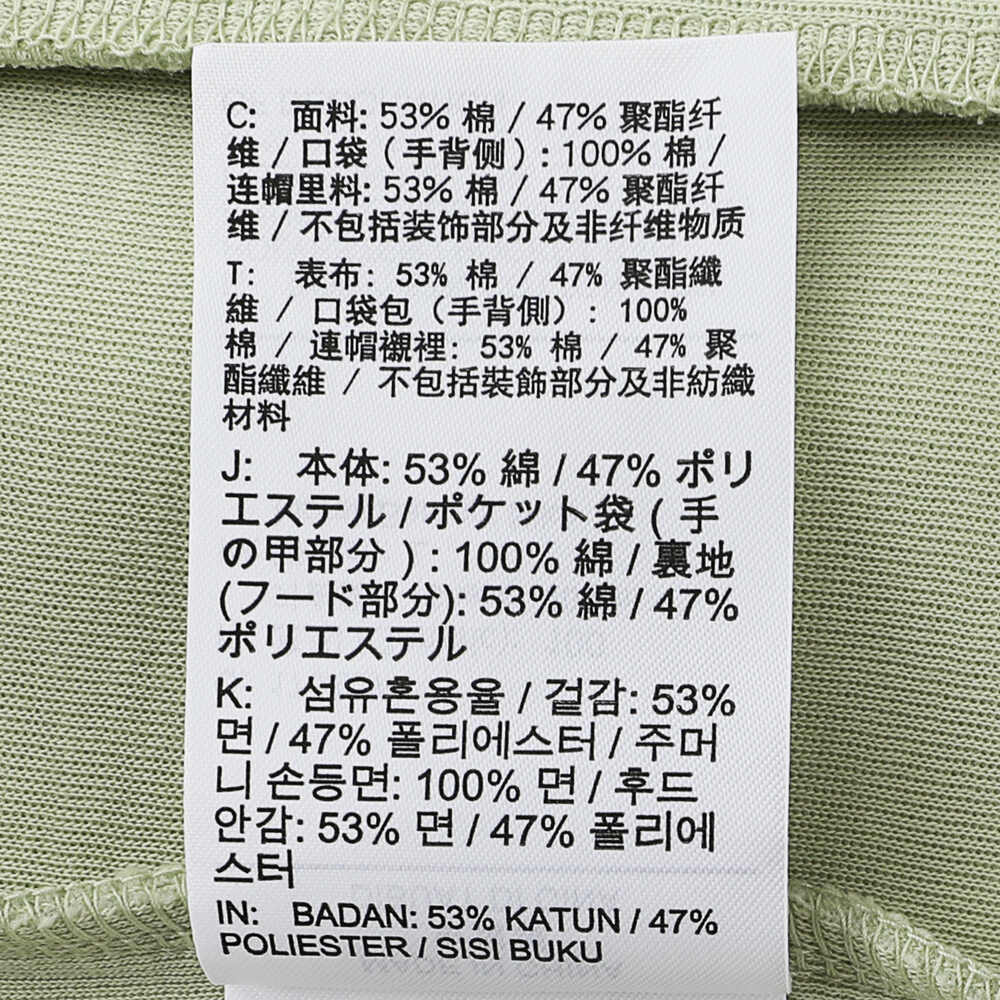 C: 面料: 53% 棉 / 47% 聚酯纤
维 / 口袋（手背侧）: 100% 棉 /
连帽里料: 53% 棉 / 47% 聚酯纤
维 / 不包括装饰部分及非纤维物质
T: 表布: 53% 棉 / 47% 聚酯纖
維 / 口袋包（手背側）: 100%
棉 / 連帽襯裡: 53% 棉 / 47% 聚
酯纖維 / 不包括裝飾部分及非紡織
材料
J: 本体: 53% 綿 / 47% ポリ
エステル / ポケット袋 ( 手
の甲部分 ) : 100% 綿 / 裏地
(フード部分): 53% 綿 / 47%
ポリエステル
K: 섬유혼용율 / 겉감: 53%
면 / 47% 폴리에스터 / 주머
니 손등면: 100% 면 / 후드
안감: 53% 면 / 47% 폴리에
스터
IN: BADAN: 53% KATUN / 47%
POLIESTER / SISI BUKU